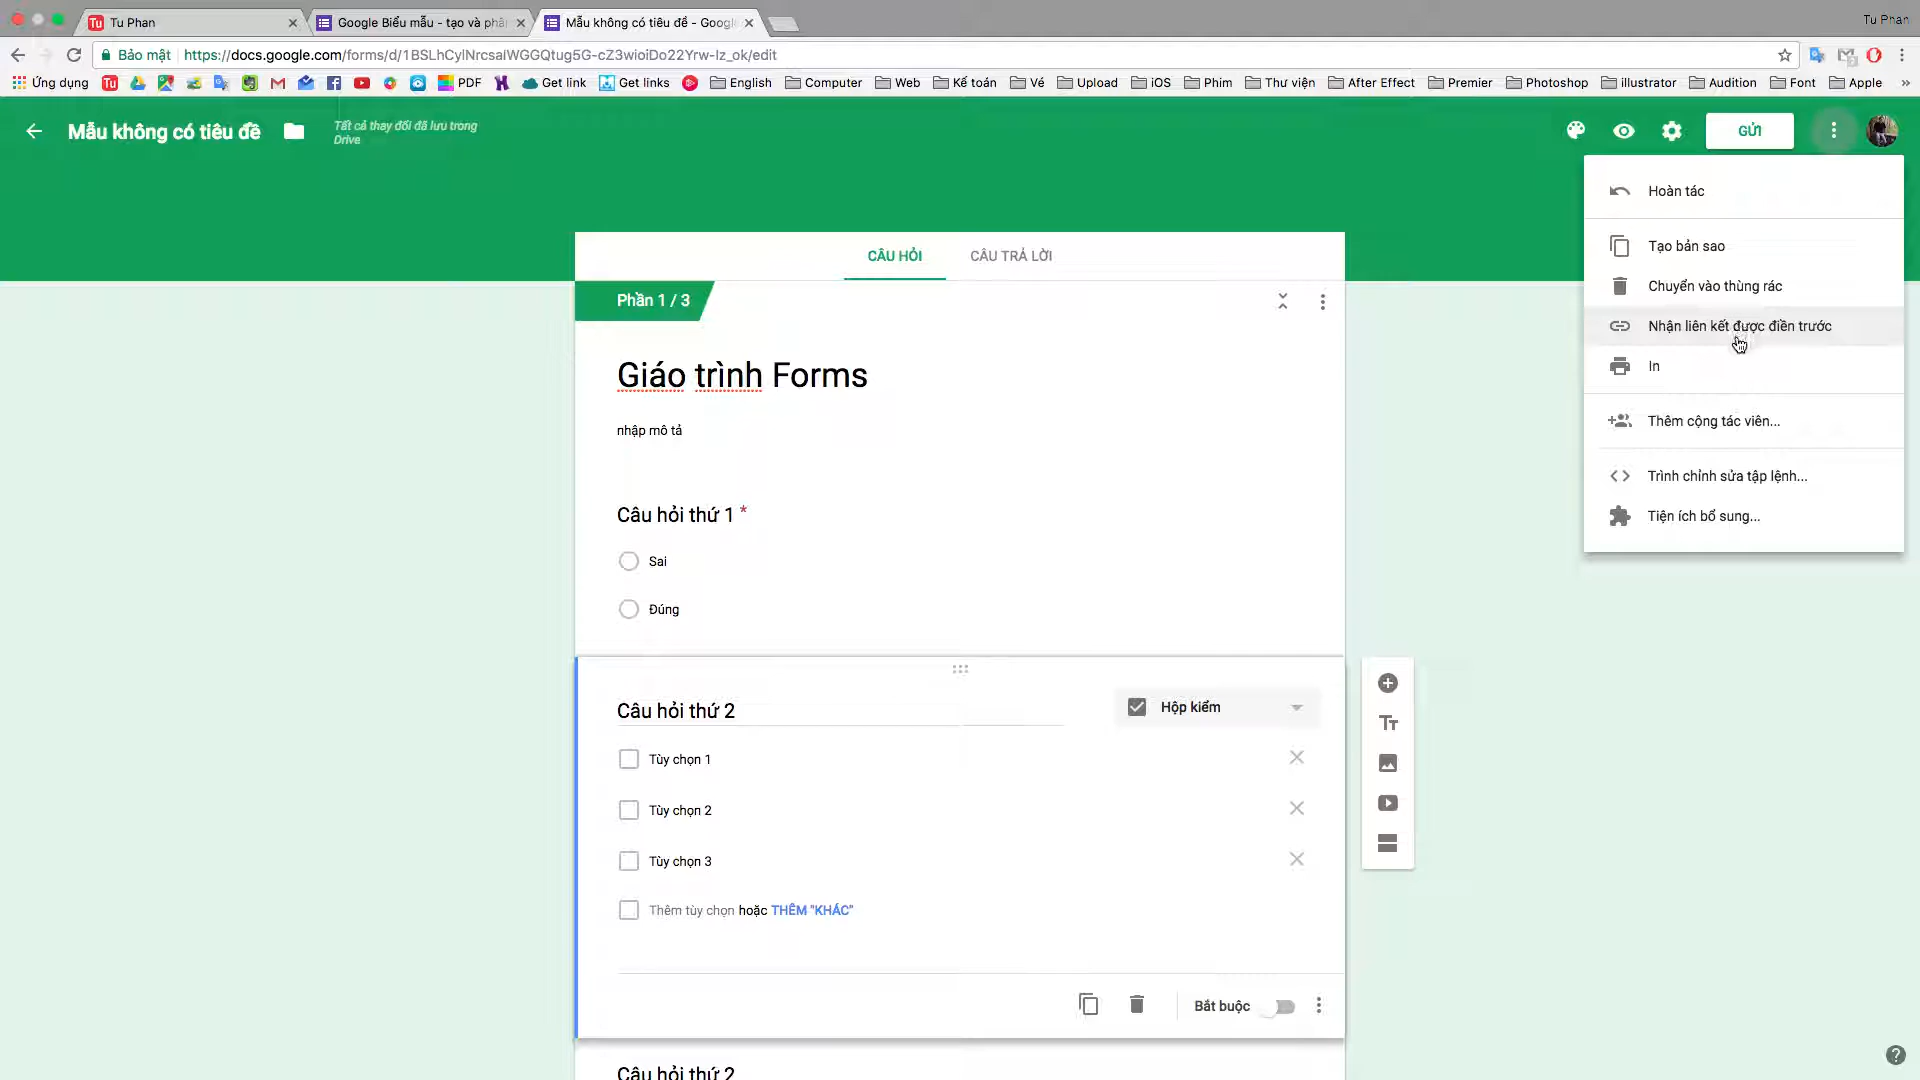 Tu Phan
Google Biểu mẫu - tạo và phâ
Mẫu không có tiêu đề - Google
Tu Phan
Bảo mật
https://docs.google.com/forms/d/1BSLhCylNrcsalWGGQtug5G-cZ3wioiDo22Yrw-Iz_ok/edit
Ứng dụng
PDF
Get link
Get links
English
Computer
Web
Kế toán
Vé
Upload
iOS
Phim
Thư viện
After Effect
Premier
Photoshop
illustrator
Audition
Font
Apple
Mẫu không có tiêu đề
Tất cả thay đổi đã lưu trong
Drive
GỬI
Hoàn tác
Tạo bản sao
Chuyển vào thùng rác
Nhận liên kết được điền trước
In
Thêm cộng tác viên...
Trình chỉnh sửa tập lệnh...
Tiện ích bổ sung...
CÂU HỎI
CÂU TRẢ LỜI
Phần 1 / 3
Giáo trình Forms
nhập mô tả
Câu hỏi thứ 1 *
Sai
Đúng
Câu hỏi thứ 2
Hộp kiểm
Tùy chọn 1
Tùy chọn 2
Tùy chọn 3
Thêm tùy chọn hoặc THÊM "KHÁC"
Bắt buộc
Câu hỏi thứ 2